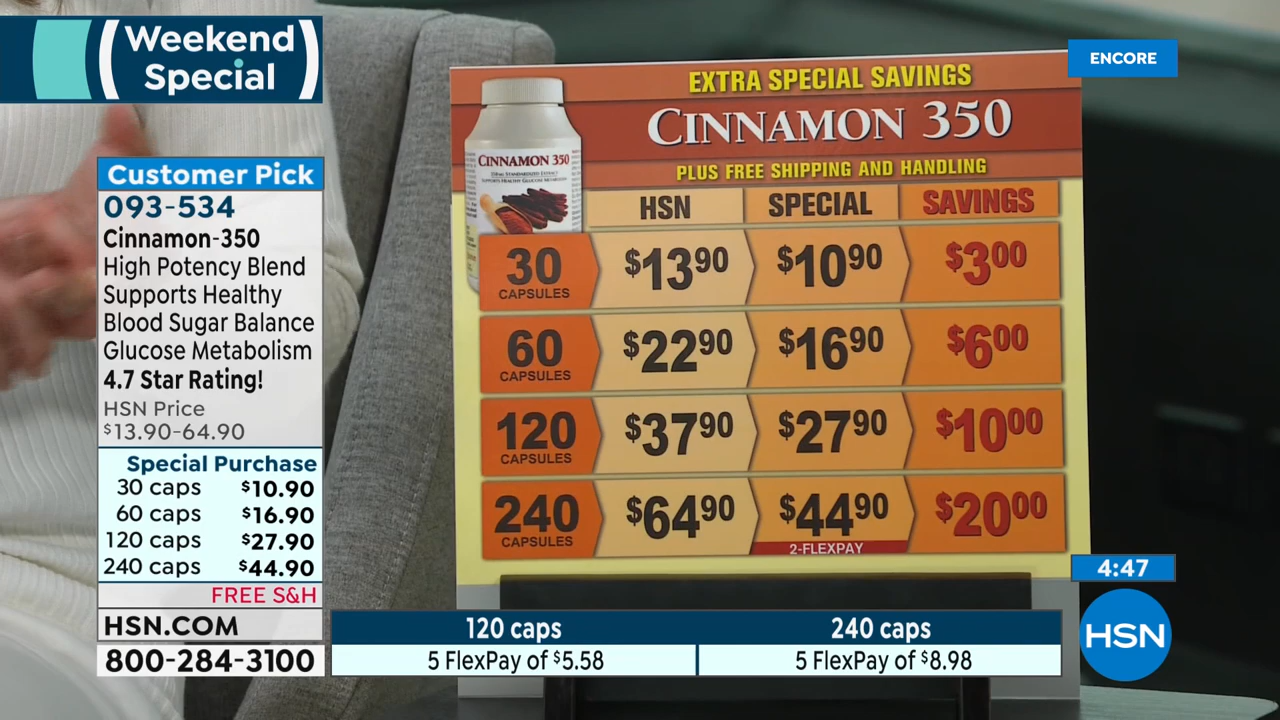 (Weekend
Special)
ENCORE
Customer Pick
093-534
Cinnamon-350
High Potency Blend
Supports Healthy
Blood Sugar Balance
Glucose Metabolism
4.7 Star Rating!
HSN Price
$13.90-64.90
Special Purchase
30 caps $10.90
60 caps $16.90
120 caps $27.90
240 caps $44.90
FREE S&H
HSN.COM
800-284-3100
EXTRA SPECIAL SAVINGS
CINNAMON 350
PLUS FREE SHIPPING AND HANDLING
CINNAMON 350
SUPPORTS HEALTHY GLUCOSE METABOLISM
HSN SPECIAL SAVINGS
30 CAPSULES $13.90 $10.90 $3.00
60 CAPSULES $22.90 $16.90 $6.00
120 CAPSULES $37.90 $27.90 $10.00
240 CAPSULES $64.90 $44.90 $20.00
2-FLEXPAY
4:47
HSN
120 caps 240 caps
5 FlexPay of $5.58 5 FlexPay of $8.98